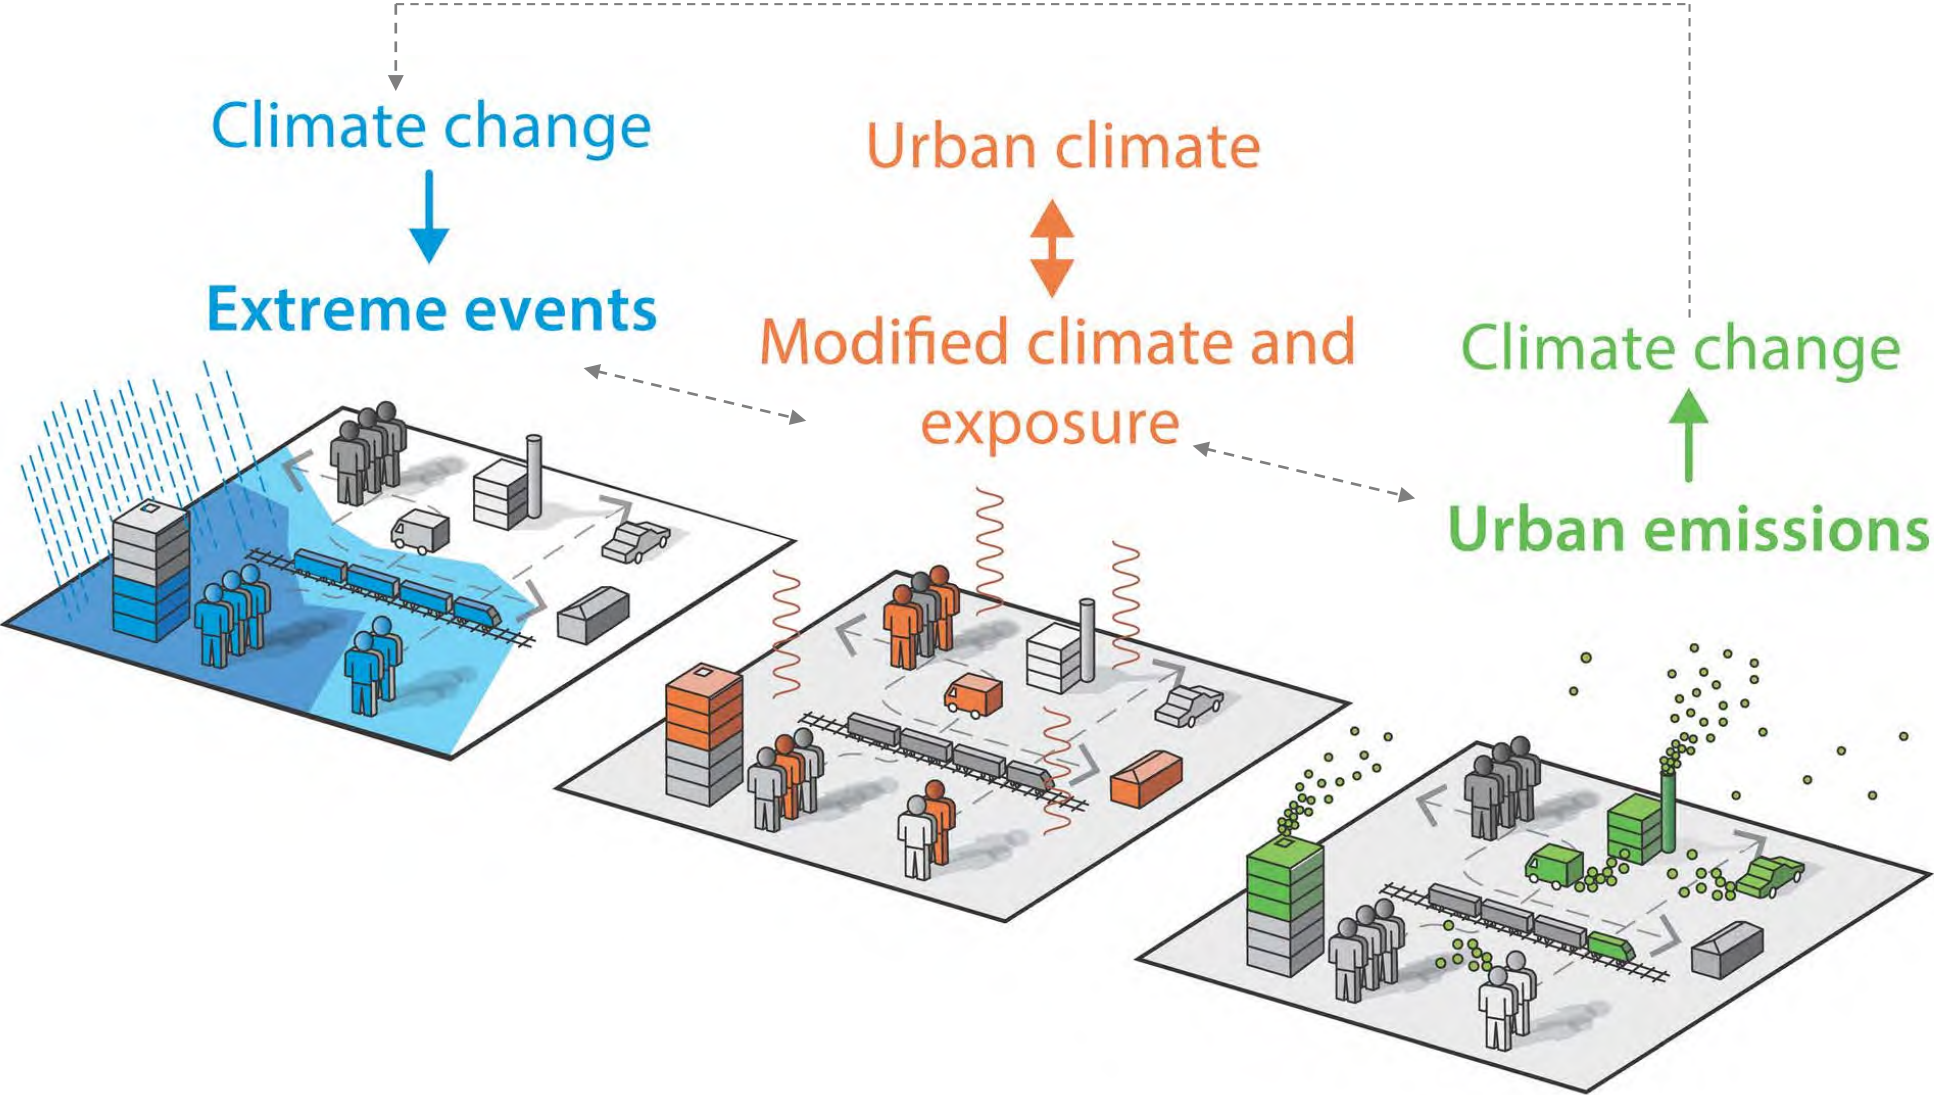 Climate change
Extreme events
Urban climate
Modified climate and
exposure
Climate change
Urban emissions